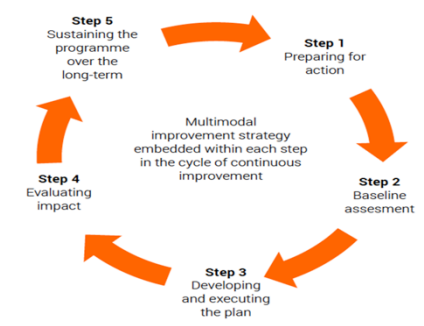 Step 5
Sustaining the
programme
over the
long-term
Step 1
Preparing for
action
Multimodal
improvement strategy
embedded within each step
in the cycle of continuous
improvement
Step 2
Baseline
assesment
Step 3
Developing
and executing
the plan
Step 4
Evaluating
impact